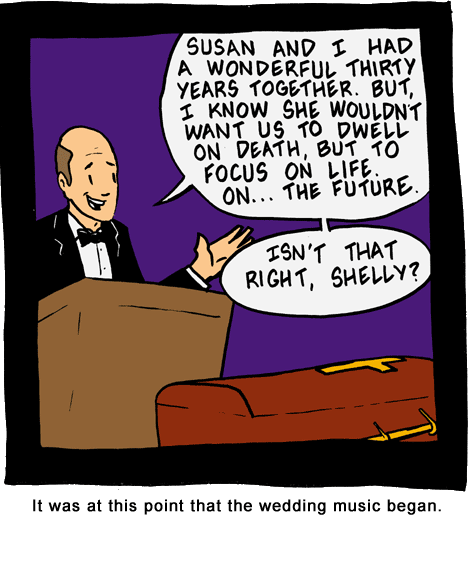 SUSAN AND I HAD
A WONDERFUL THIRTY
YEARS TOGETHER. BUT,
I KNOW SHE WOULDN'T
WANT US TO DWELL
ON DEATH, BUT TO
FOCUS ON LIFE.
ON... THE FUTURE.
ISN'T THAT
RIGHT, SHELLY?
It was at this point that the wedding music began.